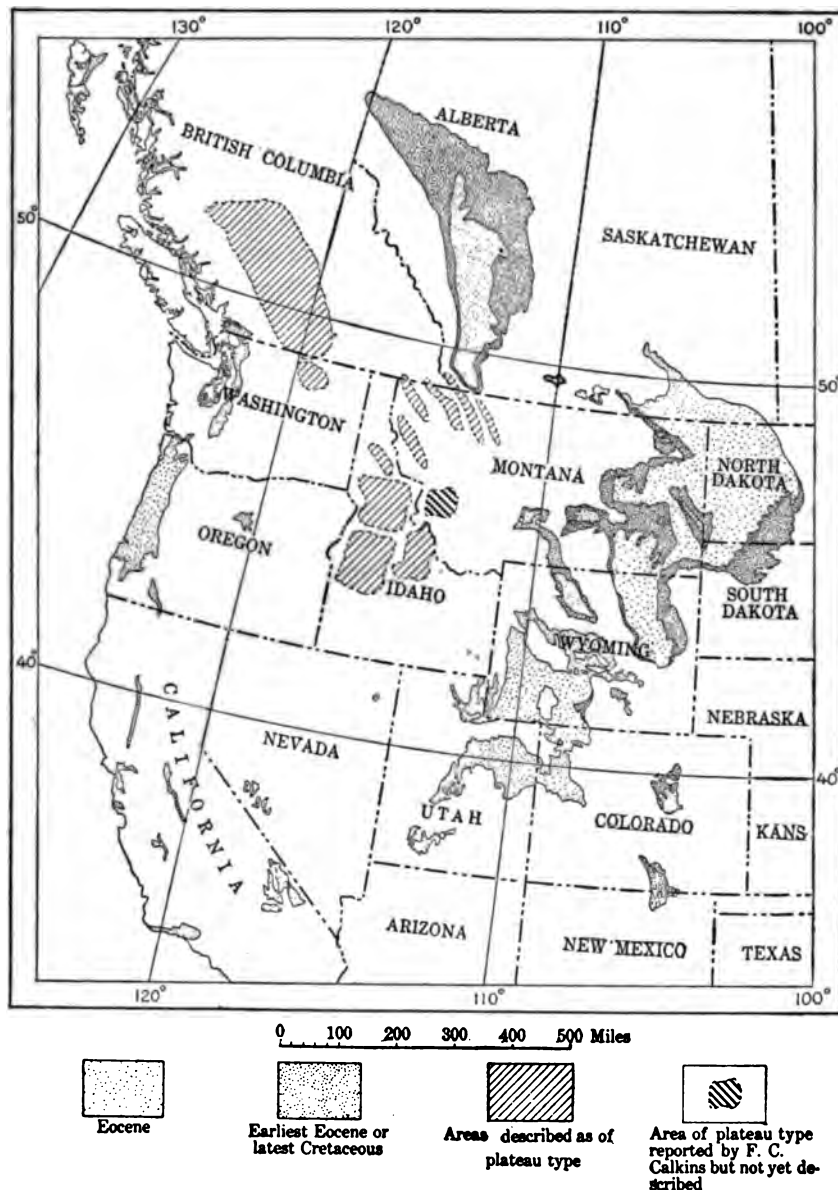 130°
120°
110°
100°
ALBERTA
BRITISH COLUMBIA
50°
SASKATCHEWAN
50°
WASHINGTON
MONTANA
NORTH
DAKOTA
OREGON
IDAHO
SOUTH
DAKOTA
WYOMING
40°
CALIFORNIA
NEBRASKA
NEVADA
40°
UTAH
COLORADO
KANS
ARIZONA
NEW MEXICO
TEXAS
120°
110°
100°
0 100 200 300 400 500 Miles
Eocene
Earliest Eocene or
latest Cretaceous
Areas described as of
plateau type
Area of plateau type
reported by F. C.
Calkins but not yet de-
scribed